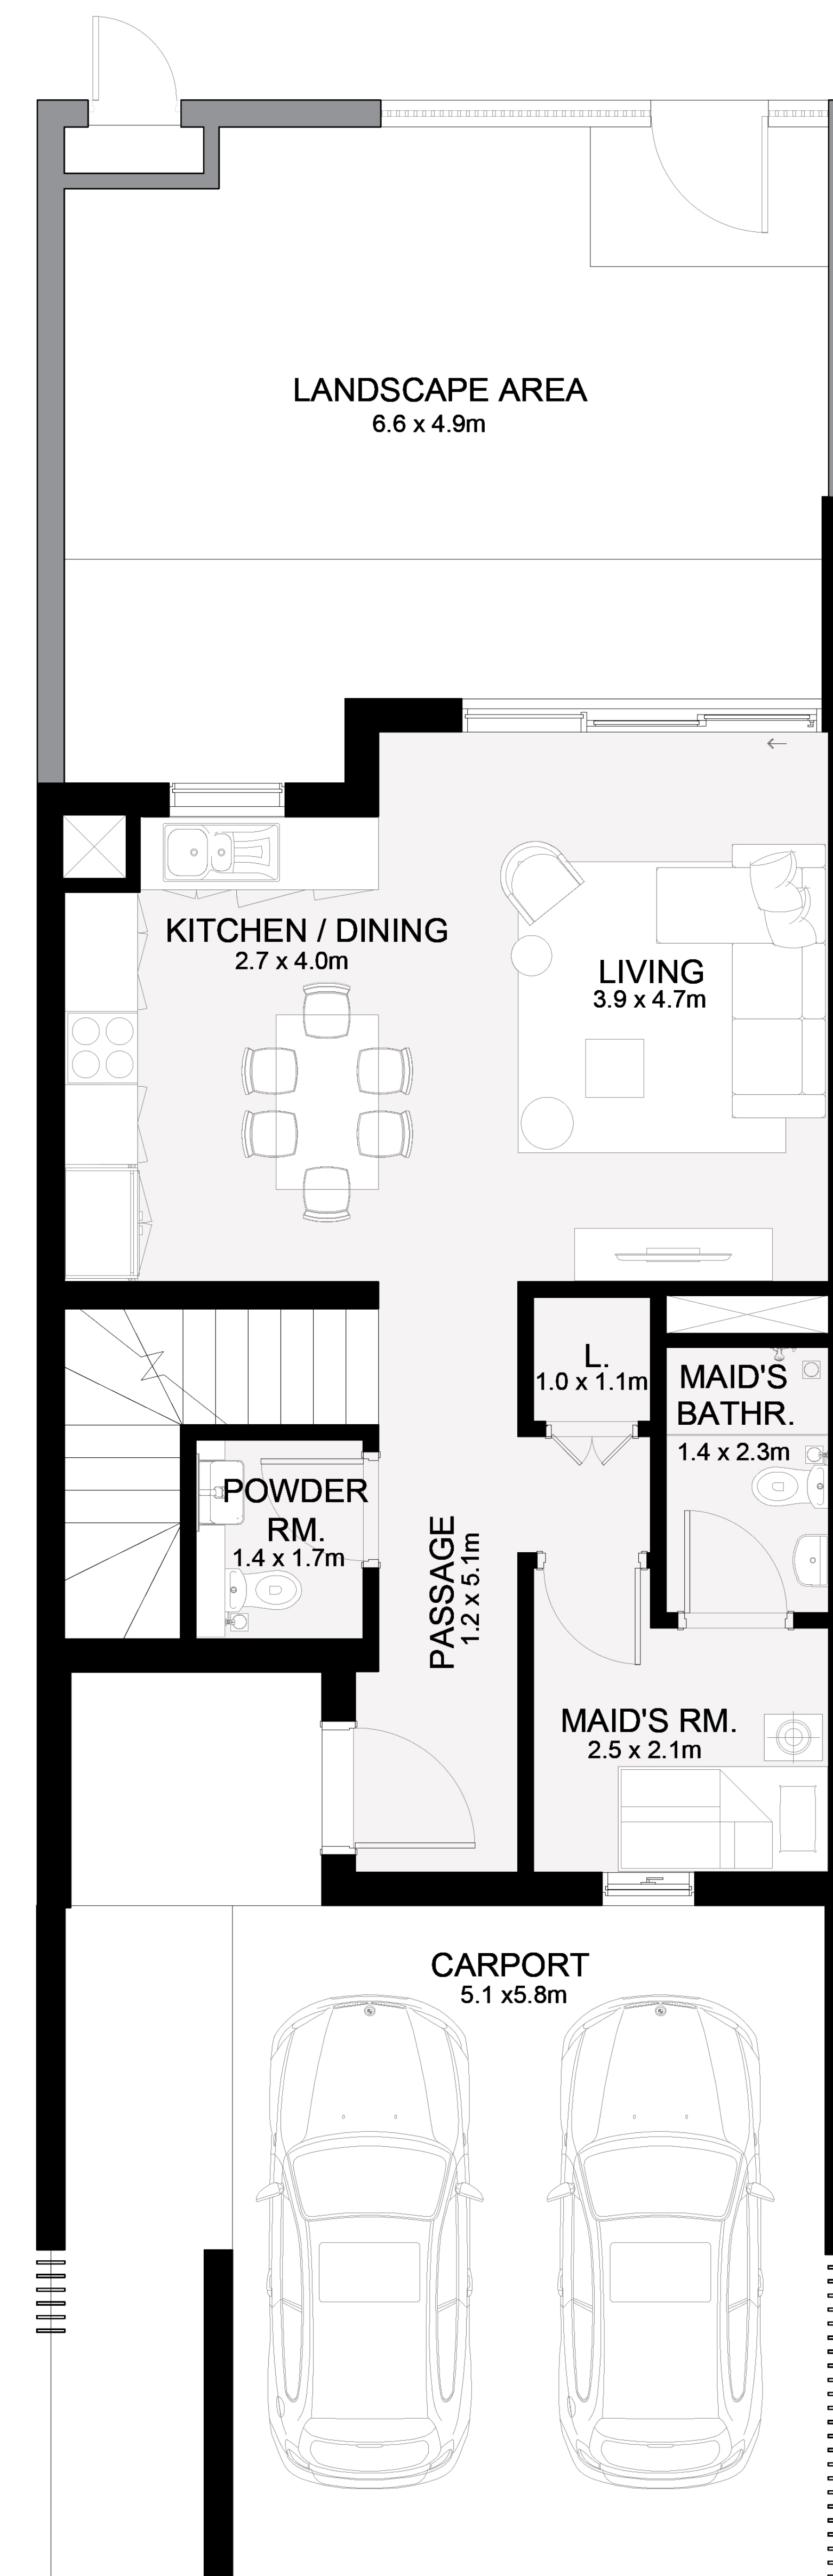 LANDSCAPE AREA
6.6 x 4.9m
KITCHEN / DINING
2.7 x 4.0m
LIVING
3.9 x 4.7m
L.
1.0 x 1.1m
MAID'S
BATHR.
1.4 x 2.3m
POWDER
RM.
1.4 x 1.7m
PASSAGE
1.2 x 5.1m
MAID'S RM.
2.5 x 2.1m
CARPORT
5.1 x5.8m